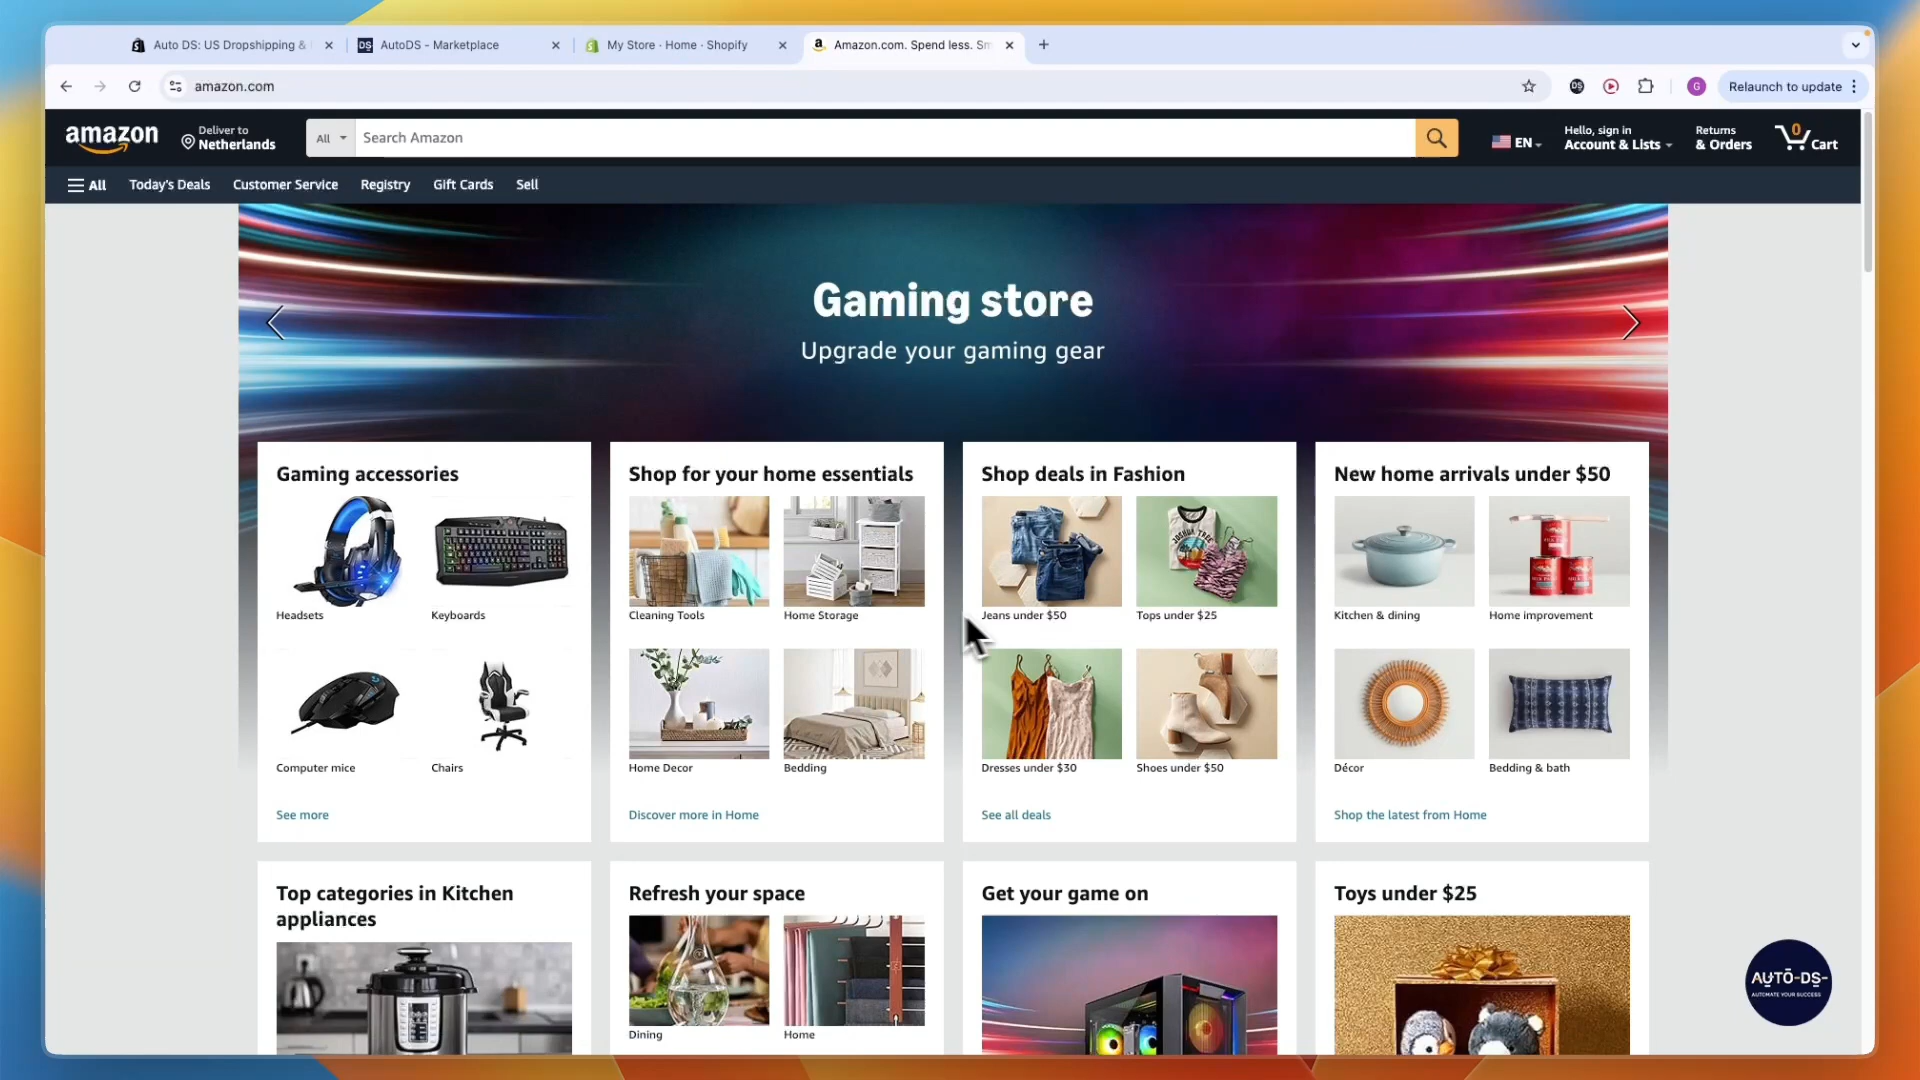 Auto DS: US Dropshipping &
AutoDS - Marketplace
My Store · Home · Shopify
Amazon.com. Spend less. Sm
amazon.com
Relaunch to update
amazon
Deliver to
Netherlands
All
Search Amazon
EN
Hello, sign in
Account & Lists
Returns
& Orders
0
Cart
All
Today's Deals
Customer Service
Registry
Gift Cards
Sell
Gaming store
Upgrade your gaming gear
Gaming accessories
Headsets
Keyboards
Computer mice
Chairs
See more
Shop for your home essentials
Cleaning Tools
Home Storage
Home Decor
Bedding
Discover more in Home
Shop deals in Fashion
JOSHUA TREE
Jeans under $50
Tops under $25
Dresses under $30
Shoes under $50
See all deals
New home arrivals under $50
Kitchen & dining
Home improvement
Décor
Bedding & bath
Shop the latest from Home
Top categories in Kitchen
appliances
Refresh your space
Dining
Home
Get your game on
Toys under $25
AUTO-DS-
AUTOMATE YOUR SUCCESS